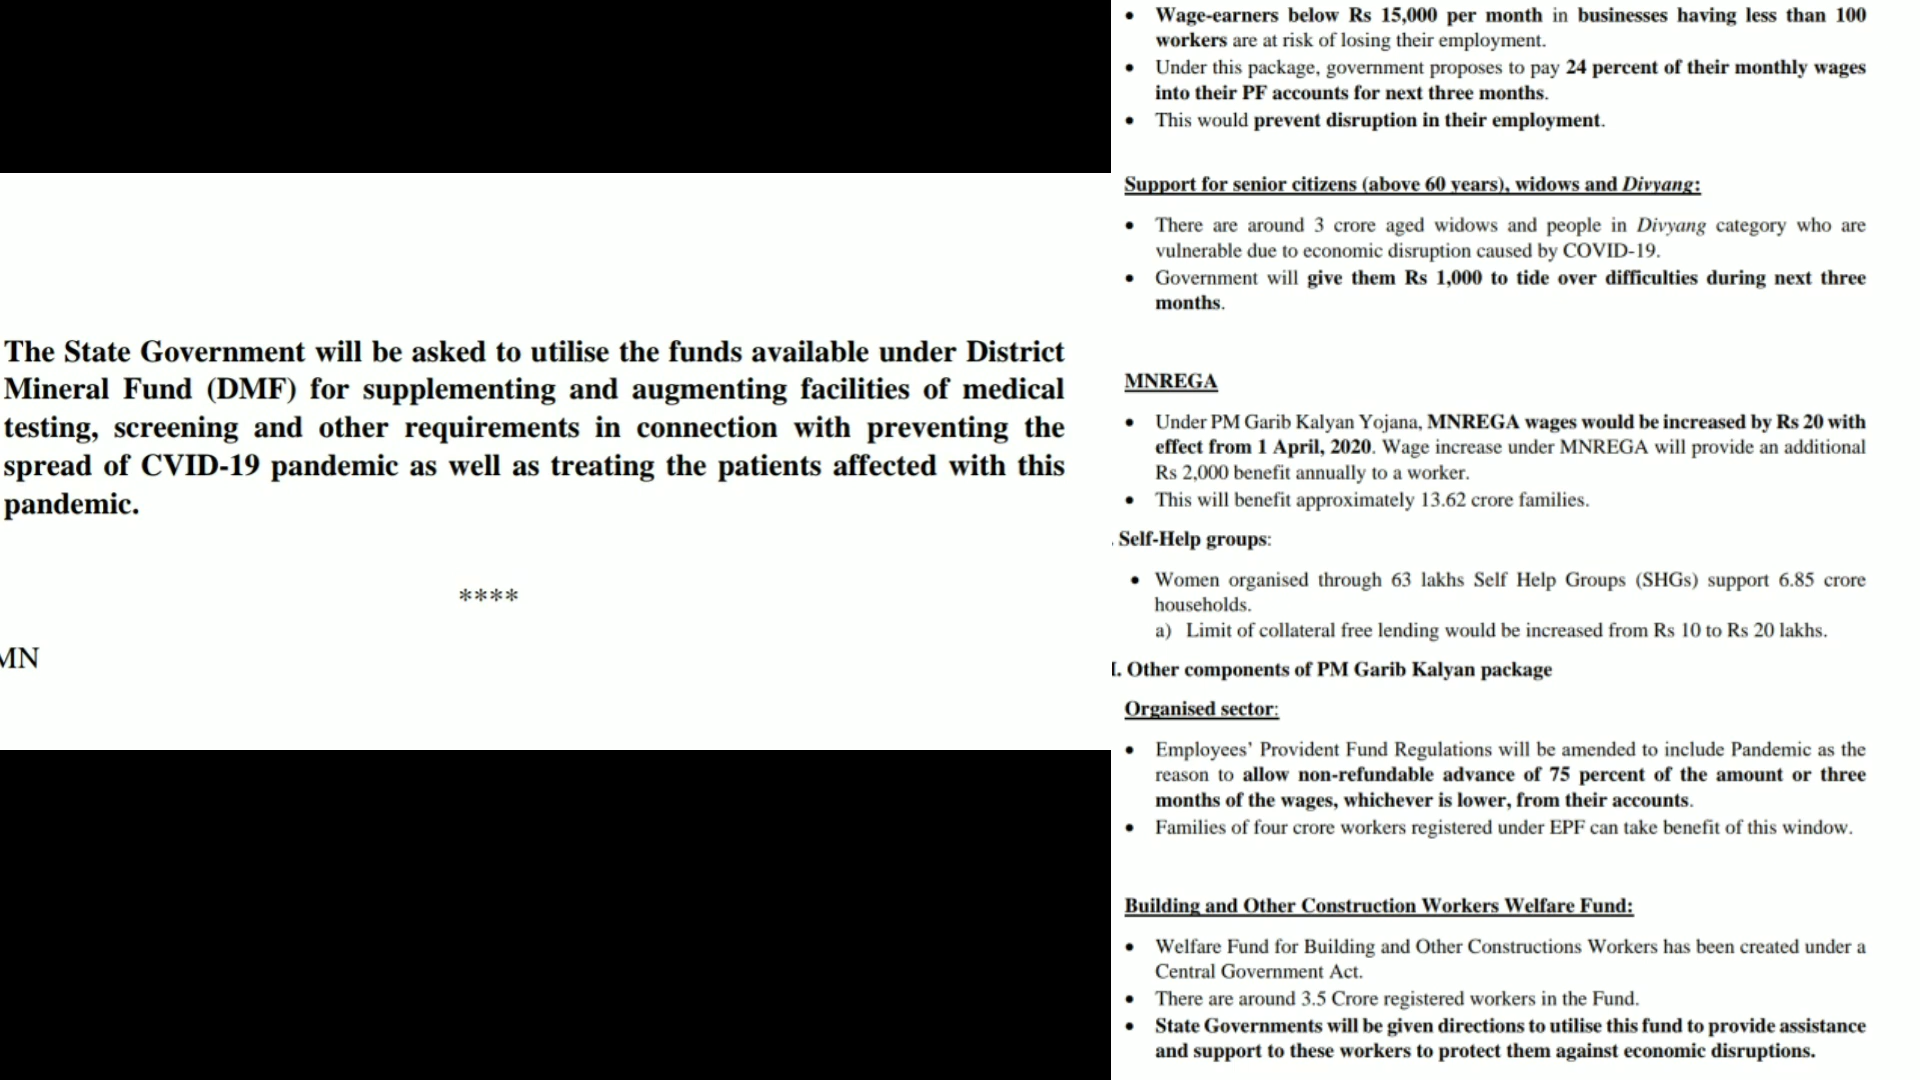 The State Government will be asked to utilise the funds available under District
Mineral Fund (DMF) for supplementing and augmenting facilities of medical
testing, screening and other requirements in connection with preventing the
spread of CVID-19 pandemic as well as treating the patients affected with this
pandemic.
****
MN
• Wage-earners below Rs 15,000 per month in businesses having less than 100
workers are at risk of losing their employment.
• Under this package, government proposes to pay 24 percent of their monthly wages
into their PF accounts for next three months.
• This would prevent disruption in their employment.
Support for senior citizens (above 60 years), widows and Divyang:
• There are around 3 crore aged widows and people in Divyang category who are
vulnerable due to economic disruption caused by COVID-19.
• Government will give them Rs 1,000 to tide over difficulties during next three
months.
MNREGA
• Under PM Garib Kalyan Yojana, MNREGA wages would be increased by Rs 20 with
effect from 1 April, 2020. Wage increase under MNREGA will provide an additional
Rs 2,000 benefit annually to a worker.
• This will benefit approximately 13.62 crore families.
. Self-Help groups:
• Women organised through 63 lakhs Self Help Groups (SHGs) support 6.85 crore
households.
a) Limit of collateral free lending would be increased from Rs 10 to Rs 20 lakhs.
I. Other components of PM Garib Kalyan package
Organised sector:
• Employees’ Provident Fund Regulations will be amended to include Pandemic as the
reason to allow non-refundable advance of 75 percent of the amount or three
months of the wages, whichever is lower, from their accounts.
• Families of four crore workers registered under EPF can take benefit of this window.
Building and Other Construction Workers Welfare Fund:
• Welfare Fund for Building and Other Constructions Workers has been created under a
Central Government Act.
• There are around 3.5 Crore registered workers in the Fund.
• State Governments will be given directions to utilise this fund to provide assistance
and support to these workers to protect them against economic disruptions.